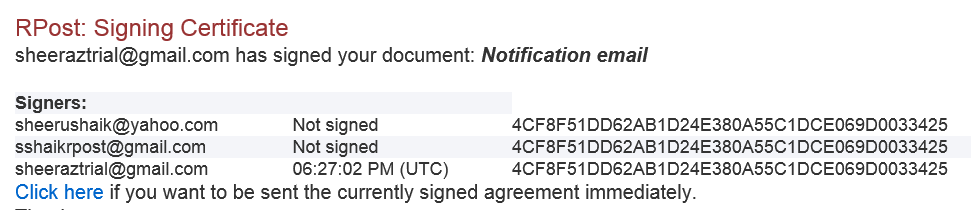 RPost: Signing Certificate
sheeraztrial@gmail.com has signed your document: Notification email
Signers:
sheerushaik@yahoo.com Not signed 4CF8F51DD62AB1D24E380A55C1DCE069D0033425
sshaikrpost@gmail.com Not signed 4CF8F51DD62AB1D24E380A55C1DCE069D0033425
sheeraztrial@gmail.com 06:27:02 PM (UTC) 4CF8F51DD62AB1D24E380A55C1DCE069D0033425
Click here if you want to be sent the currently signed agreement immediately.